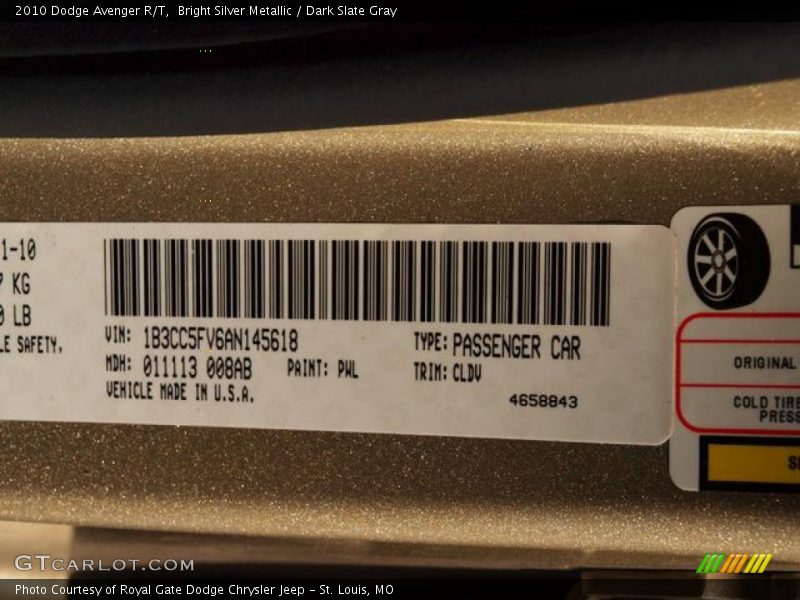 2010 Dodge Avenger R/T,  Bright Silver Metallic / Dark Slate Gray
1-10
KG
LB
LE SAFETY.
VIN: 1B3CC5FV6AN145618
TYPE: PASSENGER CAR
MDH: 011113 008AB
PAINT: PWL
TRIM: CLDV
VEHICLE MADE IN U.S.A.
4658843
ORIGINAL
COLD TIRE
PRESS
GTCARLOT.COM
Photo Courtesy of Royal Gate Dodge Chrysler Jeep - St. Louis, MO